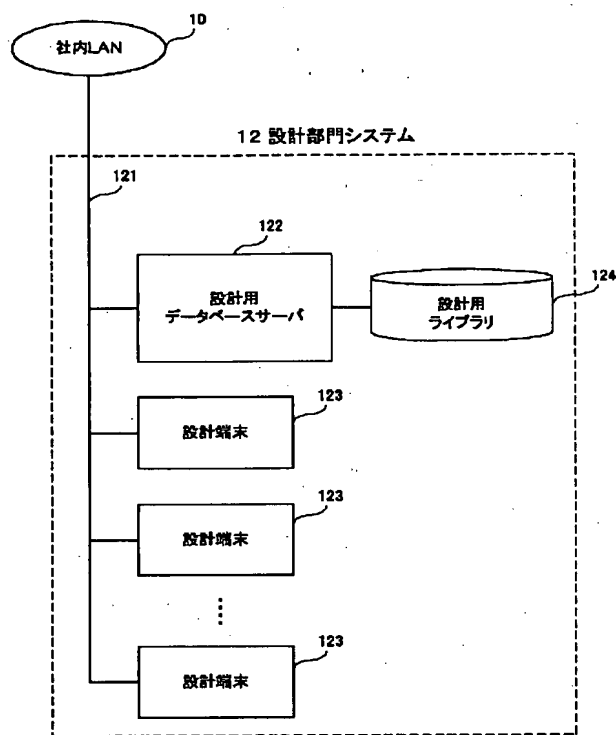 社内LAN
10
12 設計部門システム
121
122
設計用
データベースサーバ
設計用
ライブラリ
124
123
設計端末
123
設計端末
123
設計端末